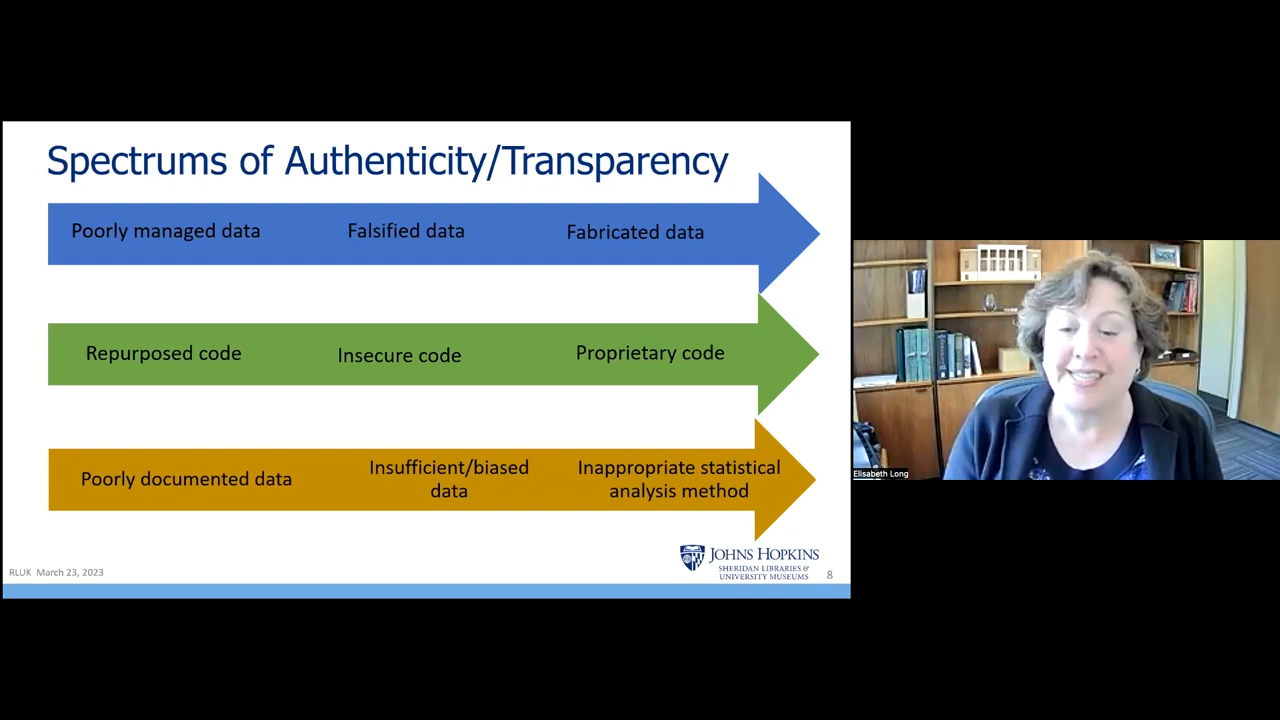 Spectrums of Authenticity/Transparency
Poorly managed data
Falsified data
Fabricated data
Repurposed code
Insecure code
Proprietary code
Poorly documented data
Insufficient/biased
data
Inappropriate statistical
analysis method
JOHNS HOPKINS
SHERIDAN LIBRARIES &
UNIVERSITY MUSEUMS
RLUK March 23, 2023
8
Elisabeth Long